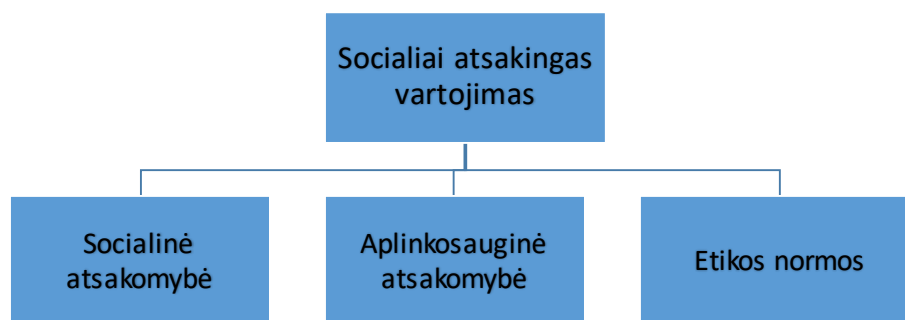 Socialiai atsakingas
vartojimas
Socialinė
atsakomybė
Aplinkosauginė
atsakomybė
Etikos normos